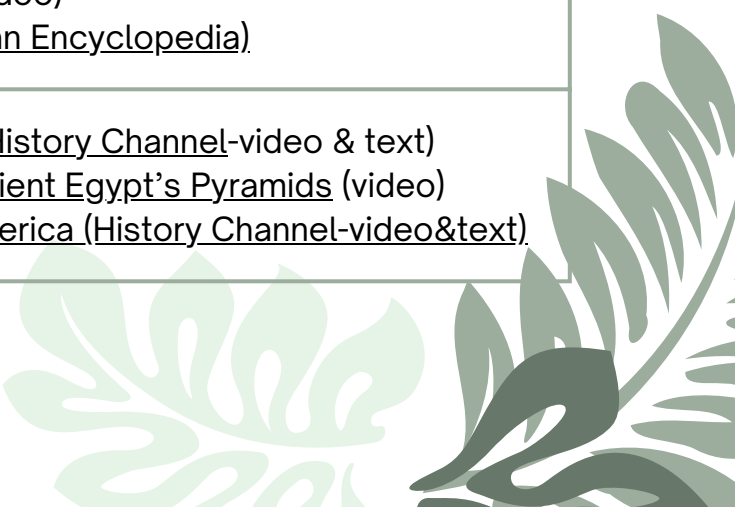 an Encyclopedia)
History Channel-video & text)
ient Egypt’s Pyramids (video)
erica (History Channel-video&text)